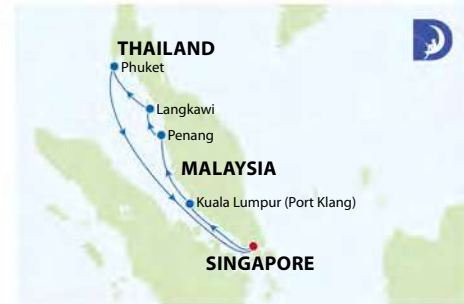 THAILAND
Phuket
Langkawi
Penang
MALAYSIA
Kuala Lumpur (Port Klang)
SINGAPORE